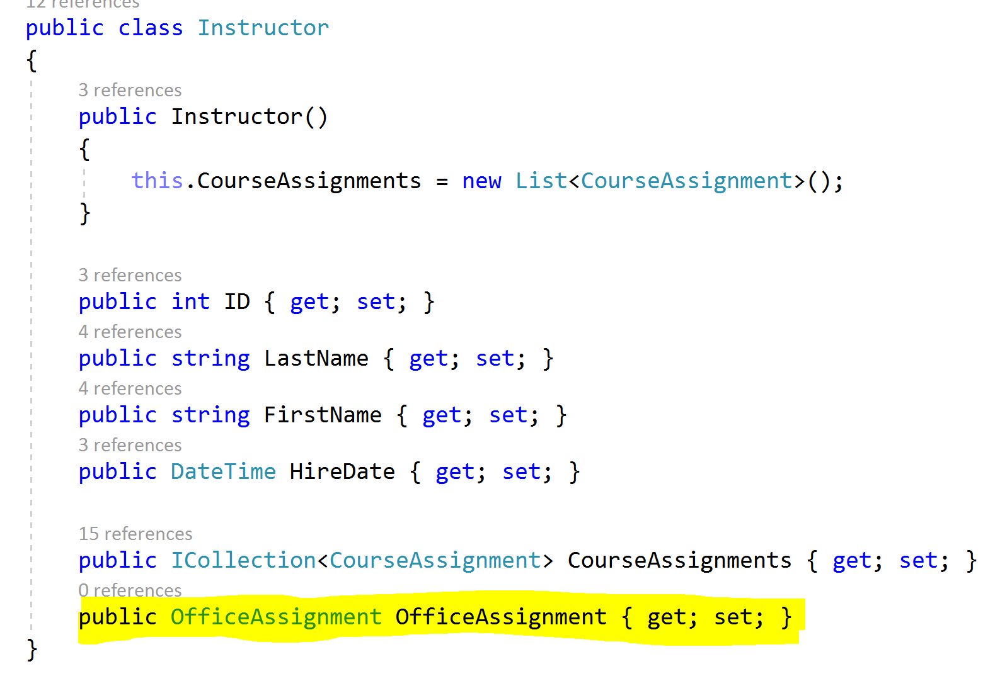 12 references
public class Instructor
{
3 references
public Instructor()
{
this.CourseAssignments = new List<CourseAssignment>();
}
3 references
public int ID { get; set; }
4 references
public string LastName { get; set; }
4 references
public string FirstName { get; set; }
3 references
public DateTime HireDate { get; set; }
15 references
public ICollection<CourseAssignment> CourseAssignments { get; set; }
0 references
public OfficeAssignment OfficeAssignment { get; set; }
}